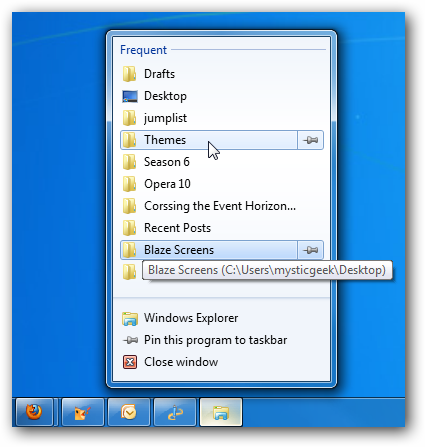 Frequent
Drafts
Desktop
jumplist
Themes
Season 6
Opera 10
Corssing the Event Horizon...
Recent Posts
Blaze Screens
Blaze Screens (C:\Users\mysticgeek\Desktop)
Windows Explorer
Pin this program to taskbar
Close window